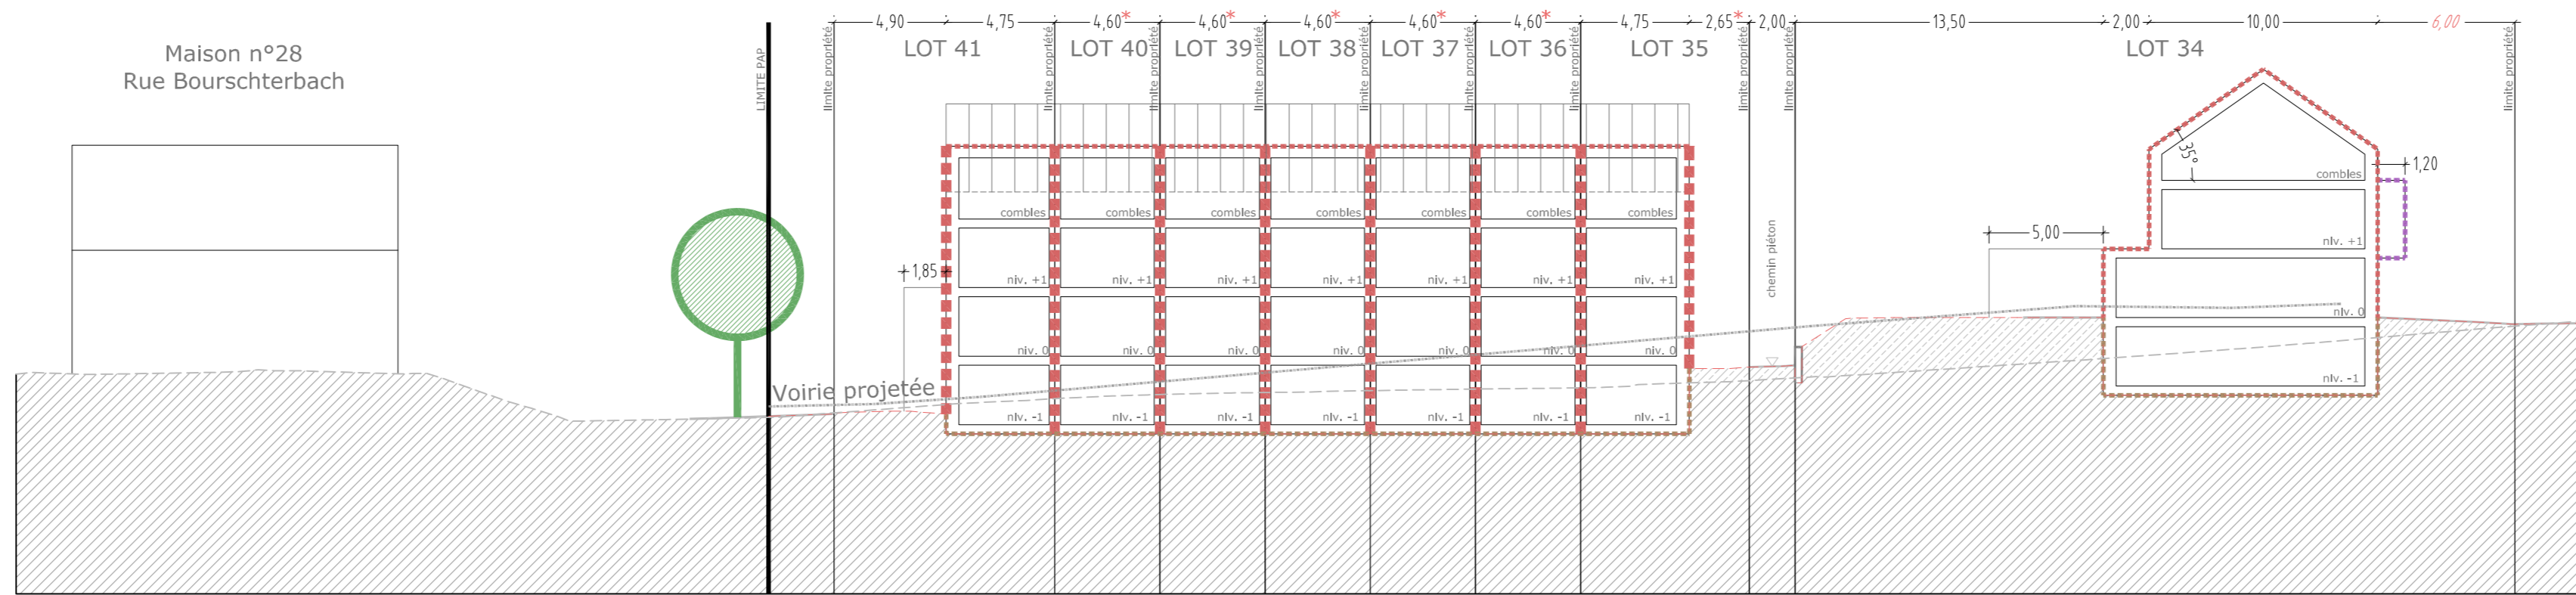 4,90 4,75 4,60* 4,60* 4,60* 4,60* 4,60* 4,75 2,65* 2,00 13,50 2,00 10,00 6,00
Maison n°28
Rue Bourschterbach
LOT 41 LOT 40 LOT 39 LOT 38 LOT 37 LOT 36 LOT 35 LOT 34
LIMITE PAP
limite propriété
limite propriété
limite propriété
limite propriété
limite propriété
limite propriété
limite propriété
limite propriété
limite propriété
limite propriété
35°
1,20
combles
combles combles combles combles combles combles combles
chemin piéton
5,00
niv. +1
1,85
niv. +1 niv. +1 niv. +1 niv. +1 niv. +1 niv. +1 niv. +1
niv. 0
niv. 0 niv. 0 niv. 0 niv. 0 niv. 0 niv. 0 niv. 0
niv. -1
Voirie projetée
niv. -1 niv. -1 niv. -1 niv. -1 niv. -1 niv. -1 niv. -1